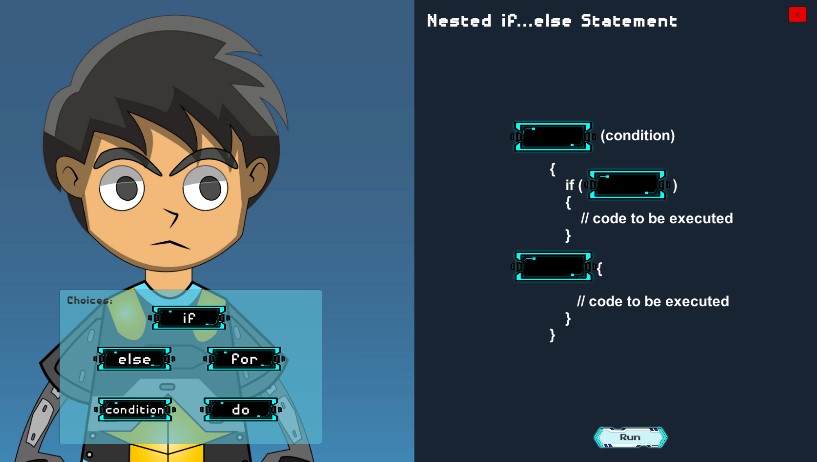 Nested if...else Statement
(condition)
{
if ( )
{
// code to be executed
}
{
// code to be executed
}
}
Choices:
if
else for
condition do
Run